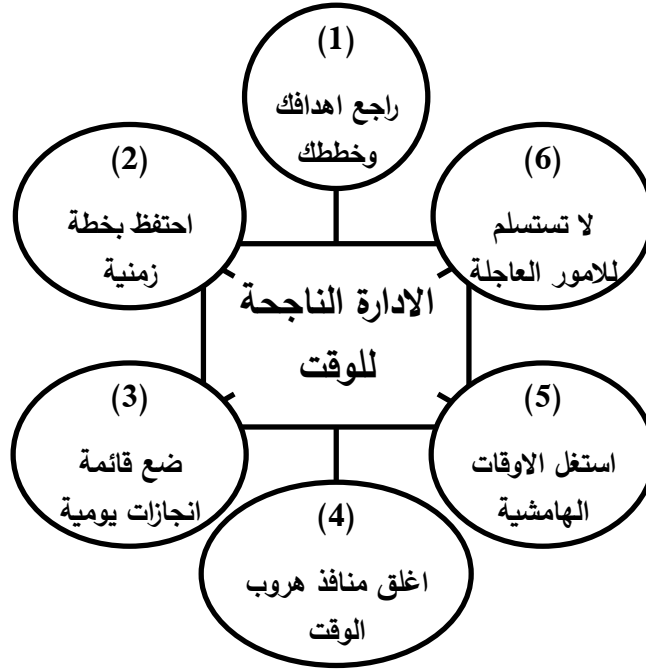 الادارة الناجحة
للوقت
(1)
راجع اهدافك
وخططك
(2)
احتفظ بخطة
زمنية
(3)
ضع قائمة
انجازات يومية
(4)
اغلق منافذ هروب
الوقت
(5)
استغل الاوقات
الهامشية
(6)
لا تستسلم
للامور العاجلة